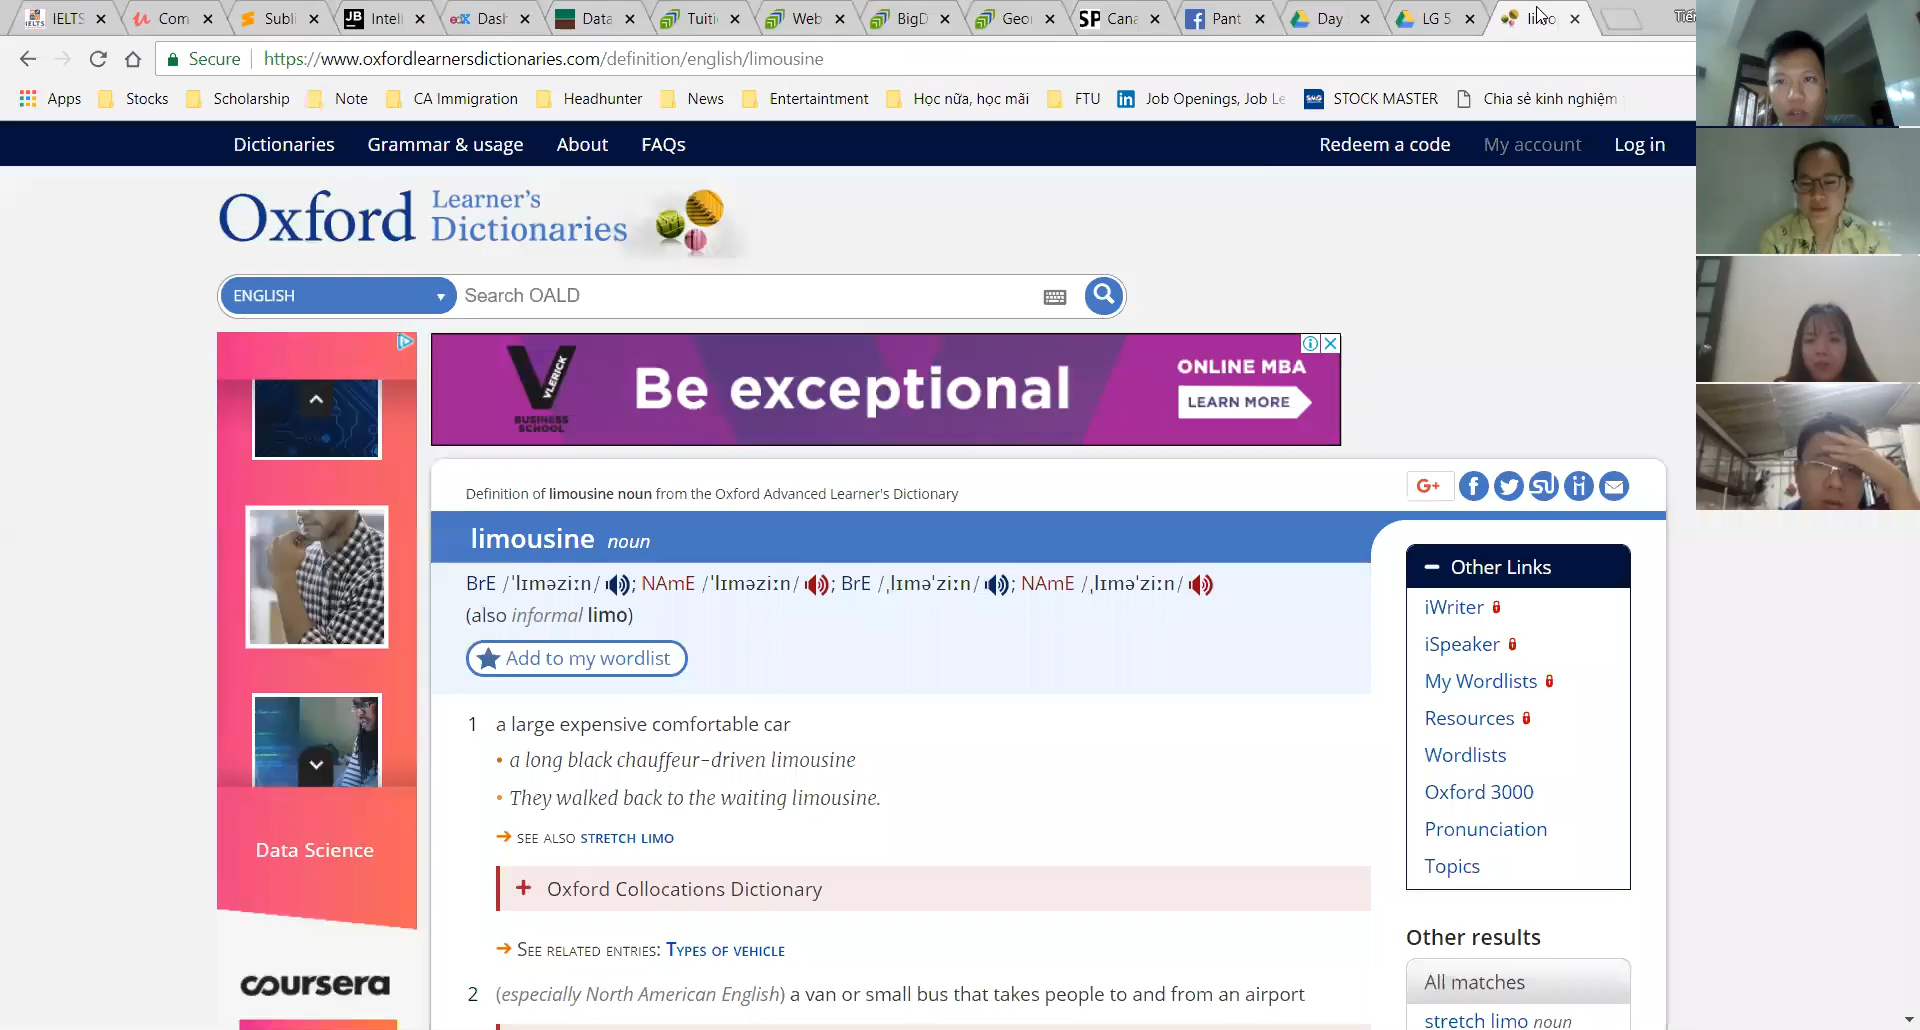 IELTS
Com
Subli
Intell
Dash
Data
Tuiti
Web
BigD
Geor
SP Cana
Pant
Day
LG 5
Secure https://www.oxfordlearnersdictionaries.com/definition/english/limousine
Apps Stocks Scholarship Note CA Immigration Headhunter News Entertaintment Học nữa, học mãi FTU Job Openings, Job Le STOCK MASTER Chia sẻ kinh nghiệm
Dictionaries Grammar & usage About FAQs Redeem a code My account Log in
Oxford Learner's Dictionaries
ENGLISH Search OALD
VLERICK
BUSINESS SCHOOL
Be exceptional
ONLINE MBA
LEARN MORE
Data Science
coursera
Definition of limousine noun from the Oxford Advanced Learner's Dictionary
limousine noun
BrE /ˈlɪməziːn/ ; NAmE /ˈlɪməziːn/ ; BrE /ˌlɪməˈziːn/ ; NAmE /ˌlɪməˈziːn/
(also informal limo)
Add to my wordlist
1 a large expensive comfortable car
• a long black chauffeur-driven limousine
• They walked back to the waiting limousine.
SEE ALSO STRETCH LIMO
+ Oxford Collocations Dictionary
SEE RELATED ENTRIES: TYPES OF VEHICLE
2 (especially North American English) a van or small bus that takes people to and from an airport
G+
Other Links
iWriter
iSpeaker
My Wordlists
Resources
Wordlists
Oxford 3000
Pronunciation
Topics
Other results
All matches
stretch limo noun